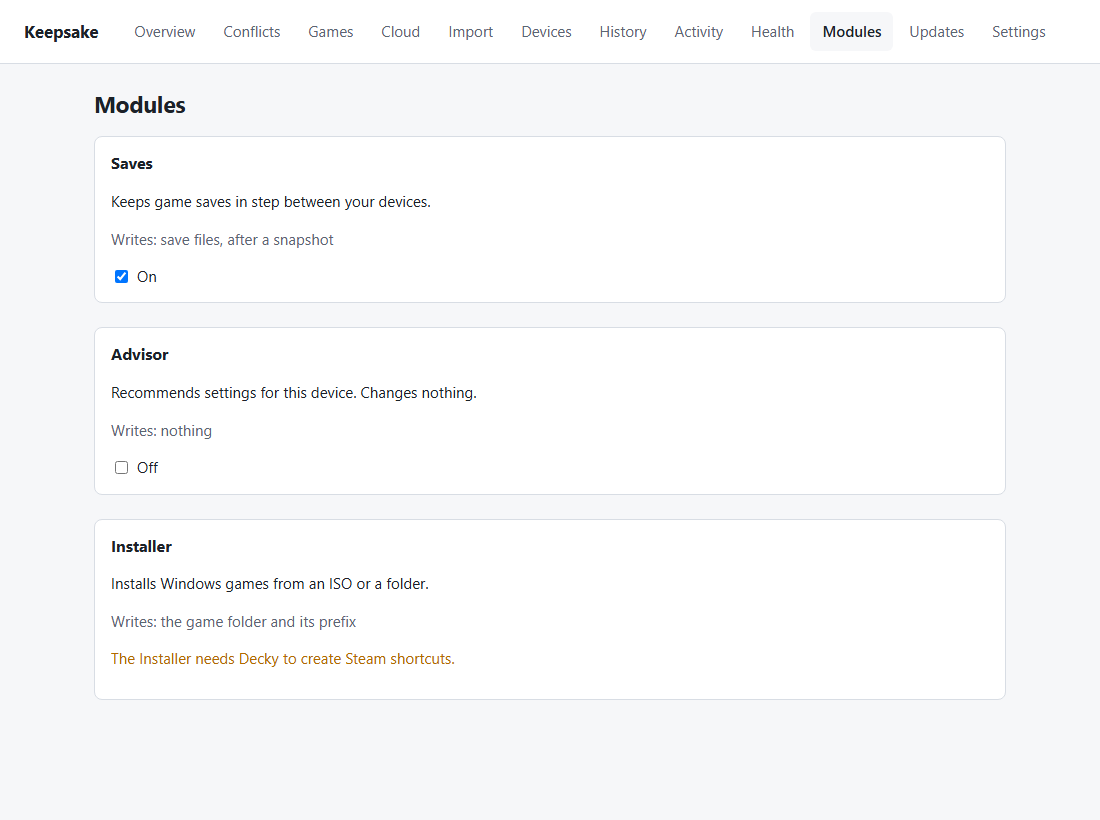 Keepsake Overview Conflicts Games Cloud Import Devices History Activity Health Modules Updates Settings
Modules
Saves
Keeps game saves in step between your devices.
Writes: save files, after a snapshot
On
Advisor
Recommends settings for this device. Changes nothing.
Writes: nothing
Off
Installer
Installs Windows games from an ISO or a folder.
Writes: the game folder and its prefix
The Installer needs Decky to create Steam shortcuts.